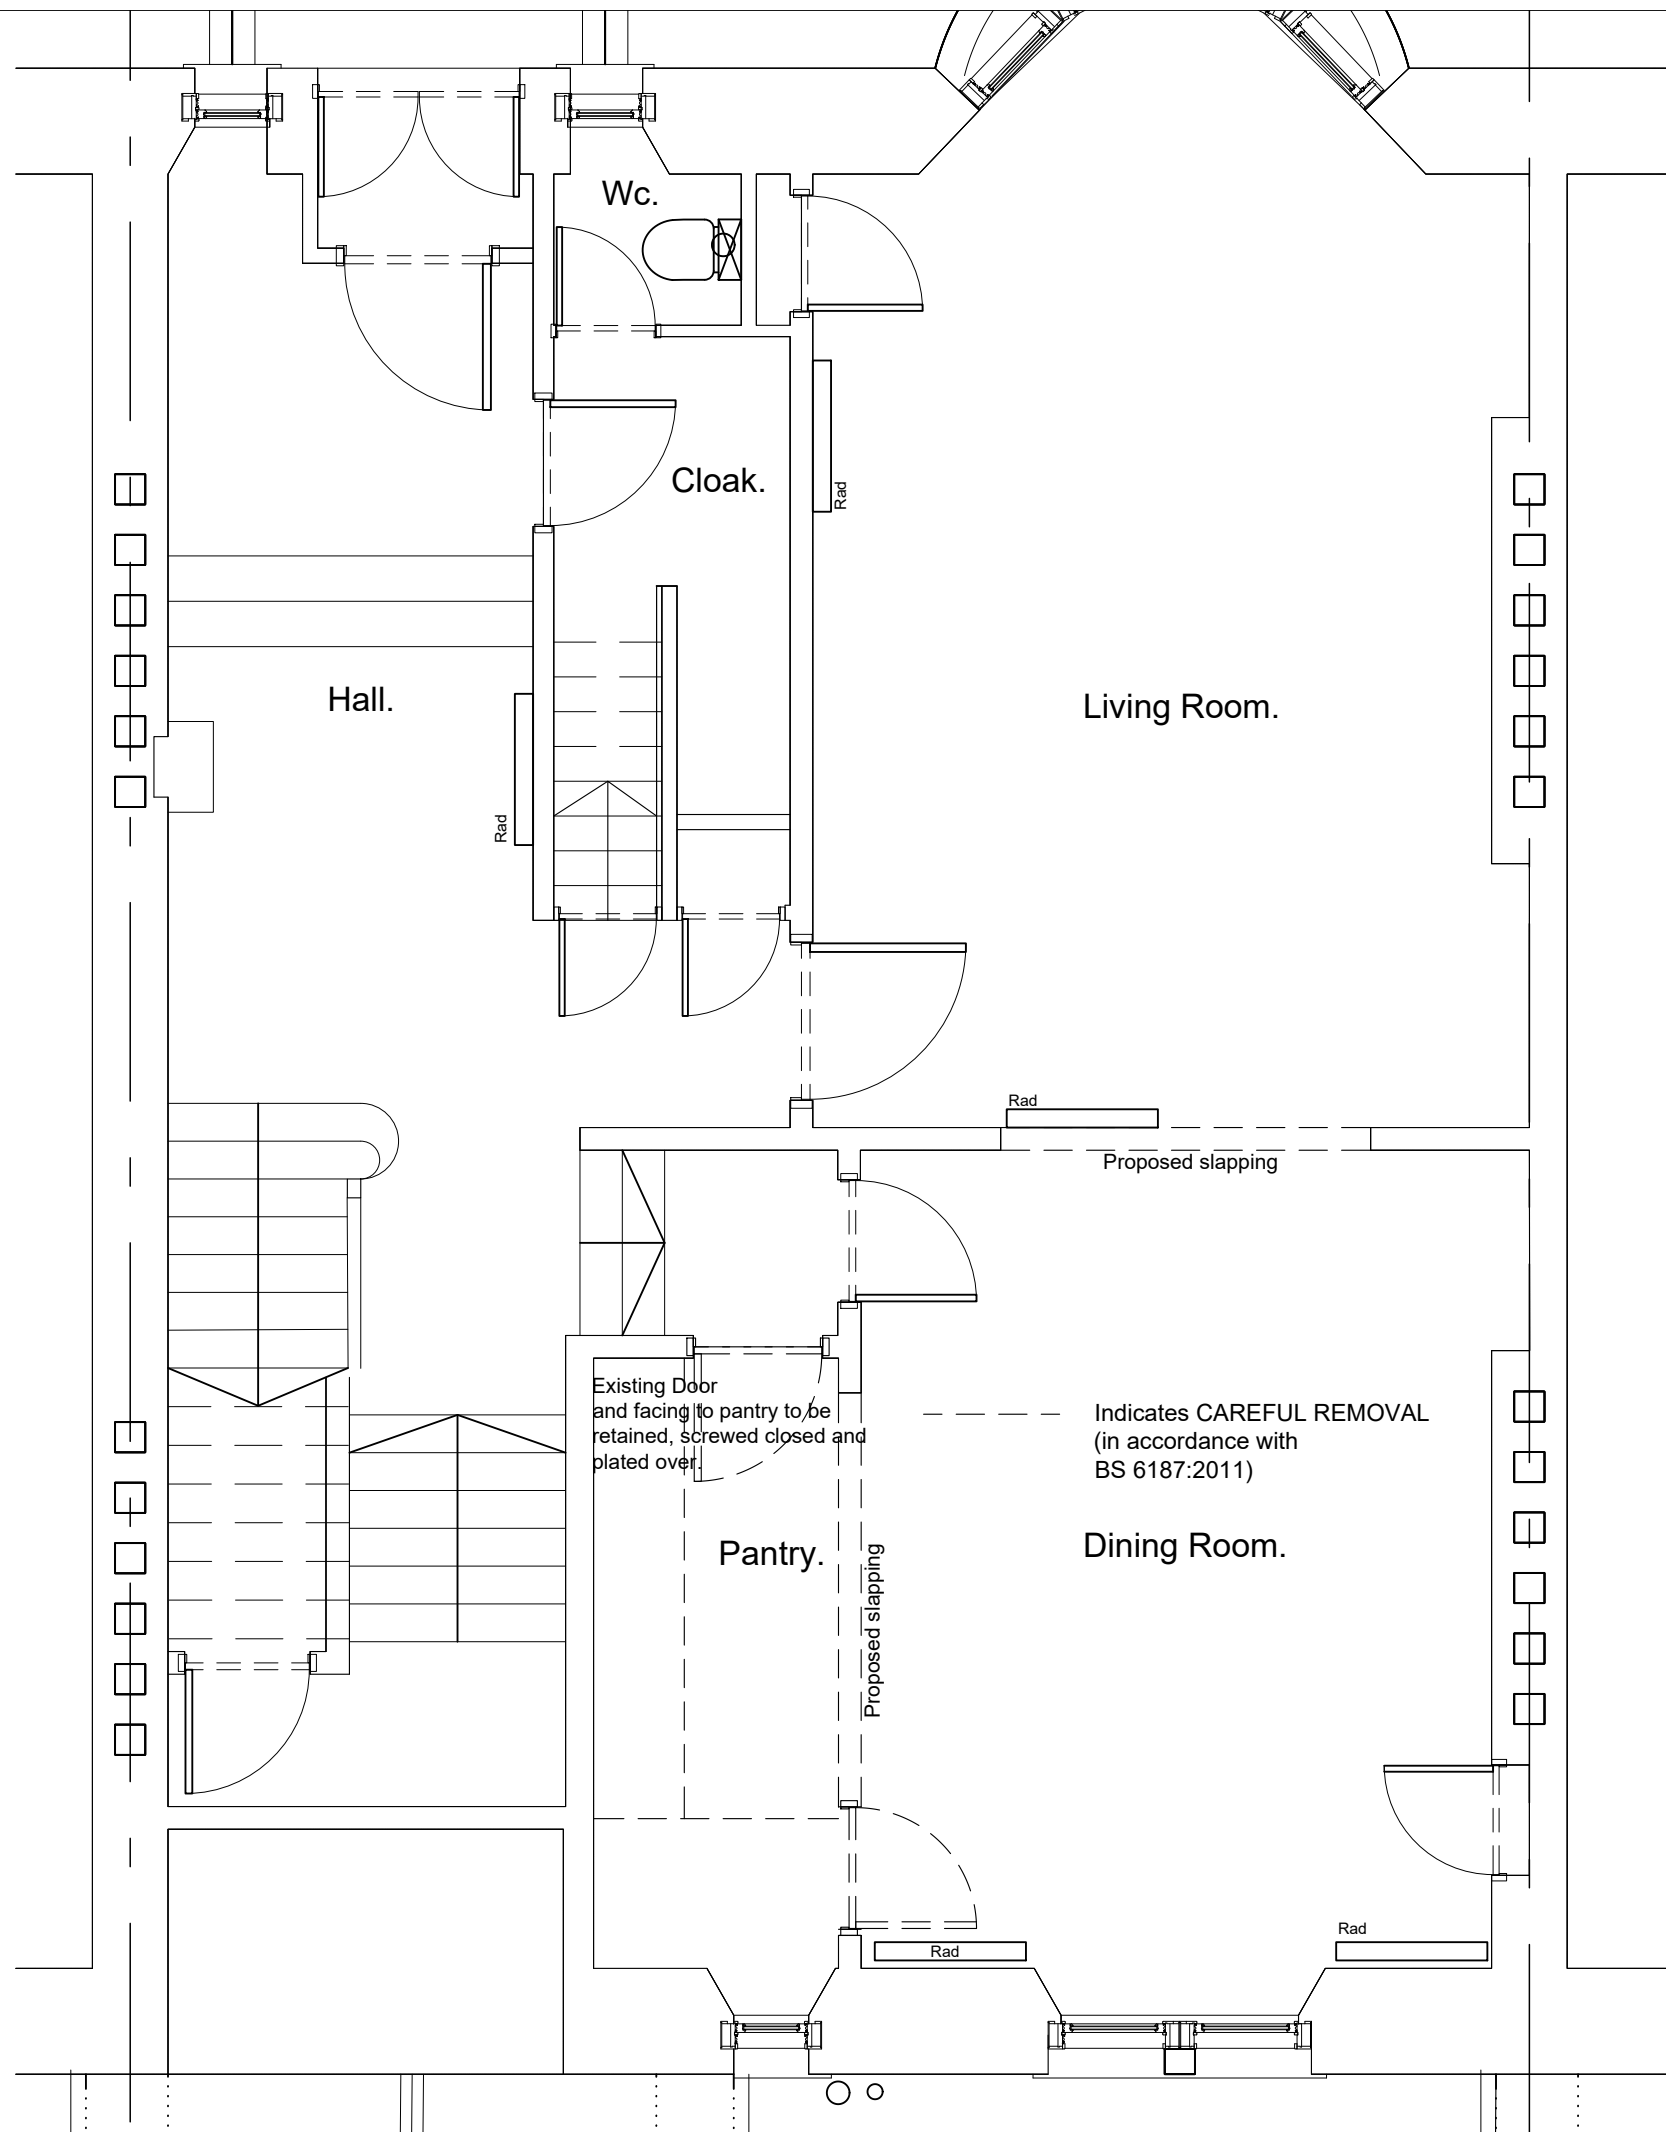 Wc.
Cloak.
Rad
Hall.
Living Room.
Rad
Rad
Proposed slapping
Existing Door
and facing to pantry to be
retained, screwed closed and
plated over.
Indicates CAREFUL REMOVAL
(in accordance with
BS 6187:2011)
Pantry.
Proposed slapping
Dining Room.
Rad
Rad